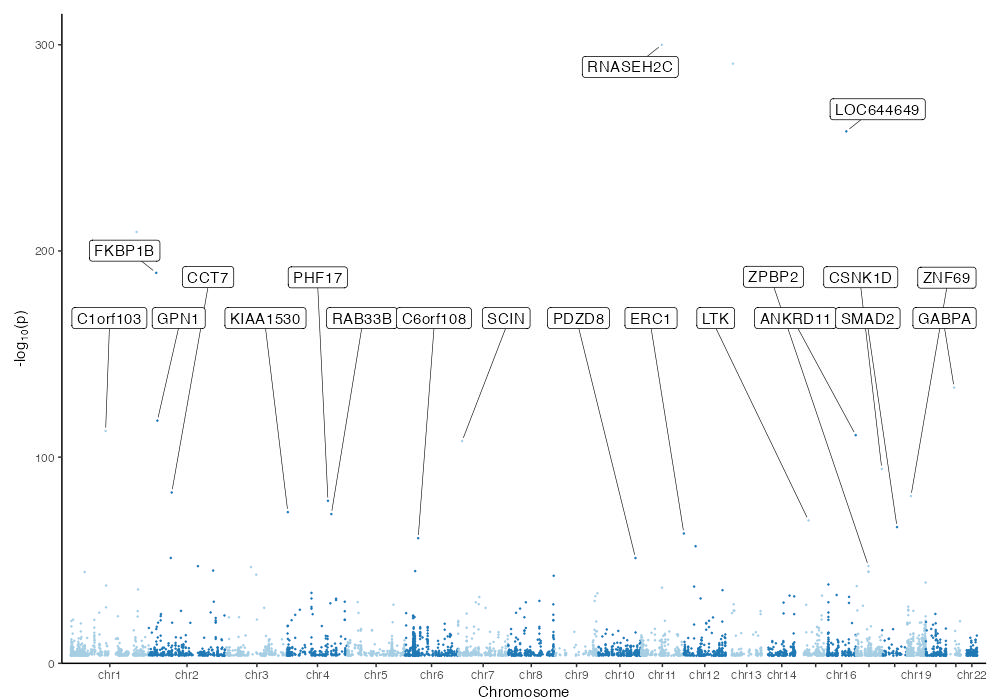 300
RNASEH2C
LOC644649
200
FKBP1B
CCT7
PHF17
ZPBP2
CSNK1D
ZNF69
C1orf103
GPN1
KIAA1530
RAB33B
C6orf108
SCIN
PDZD8
ERC1
LTK
ANKRD11
SMAD2
GABPA
-log10(p)
100
0
chr1 chr2 chr3 chr4 chr5 chr6 chr7 chr8 chr9 chr10 chr11 chr12 chr13 chr14 chr16 chr19 chr22
Chromosome